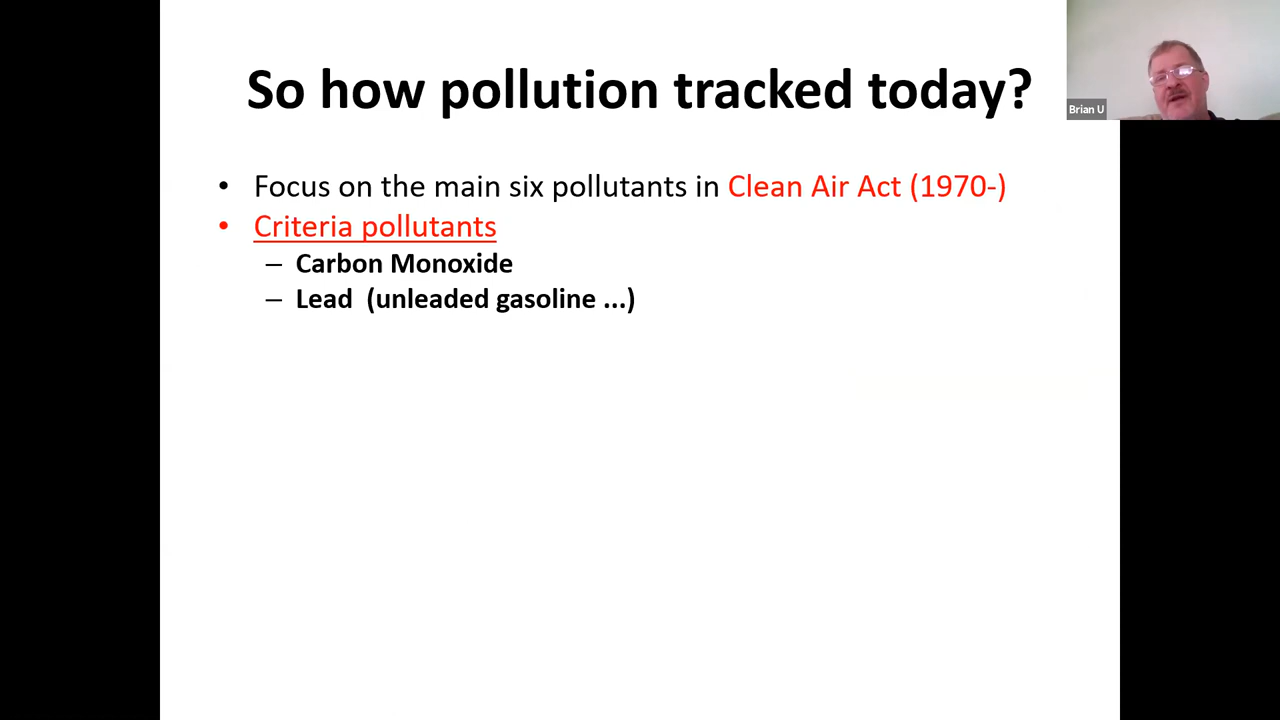 So how pollution tracked today?
Brian U
• Focus on the main six pollutants in Clean Air Act (1970-)
• Criteria pollutants
– Carbon Monoxide
– Lead (unleaded gasoline ...)